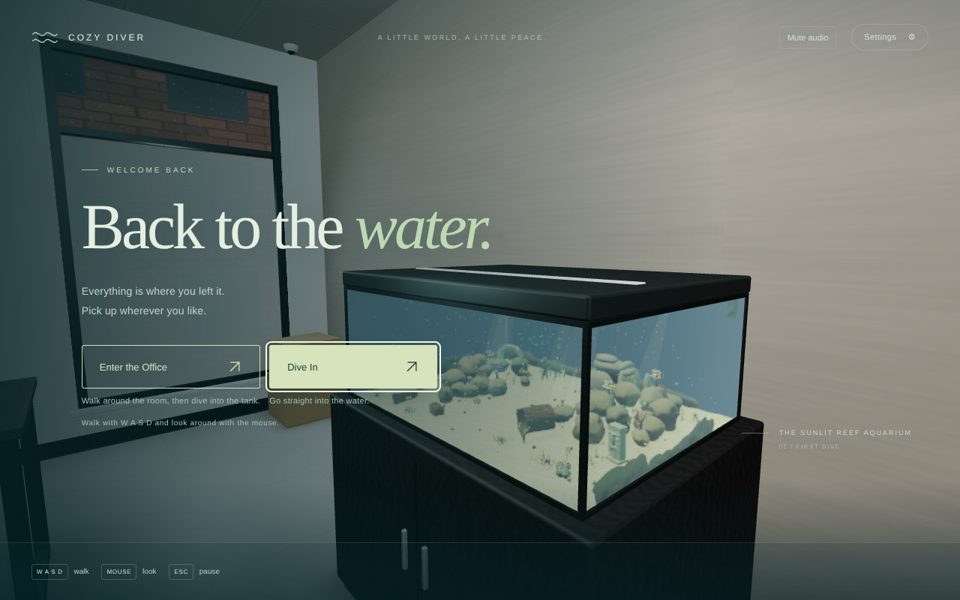 COZY DIVER
A LITTLE WORLD. A LITTLE PEACE.
Mute audio
Settings
WELCOME BACK
Back to the water.
Everything is where you left it.
Pick up wherever you like.
Enter the Office
Dive In
Walk around the room, then dive into the tank.
Go straight into the water.
Walk with W A S D and look around with the mouse.
THE SUNLIT REEF AQUARIUM
FIRST DIVE
W A S D walk MOUSE look ESC pause